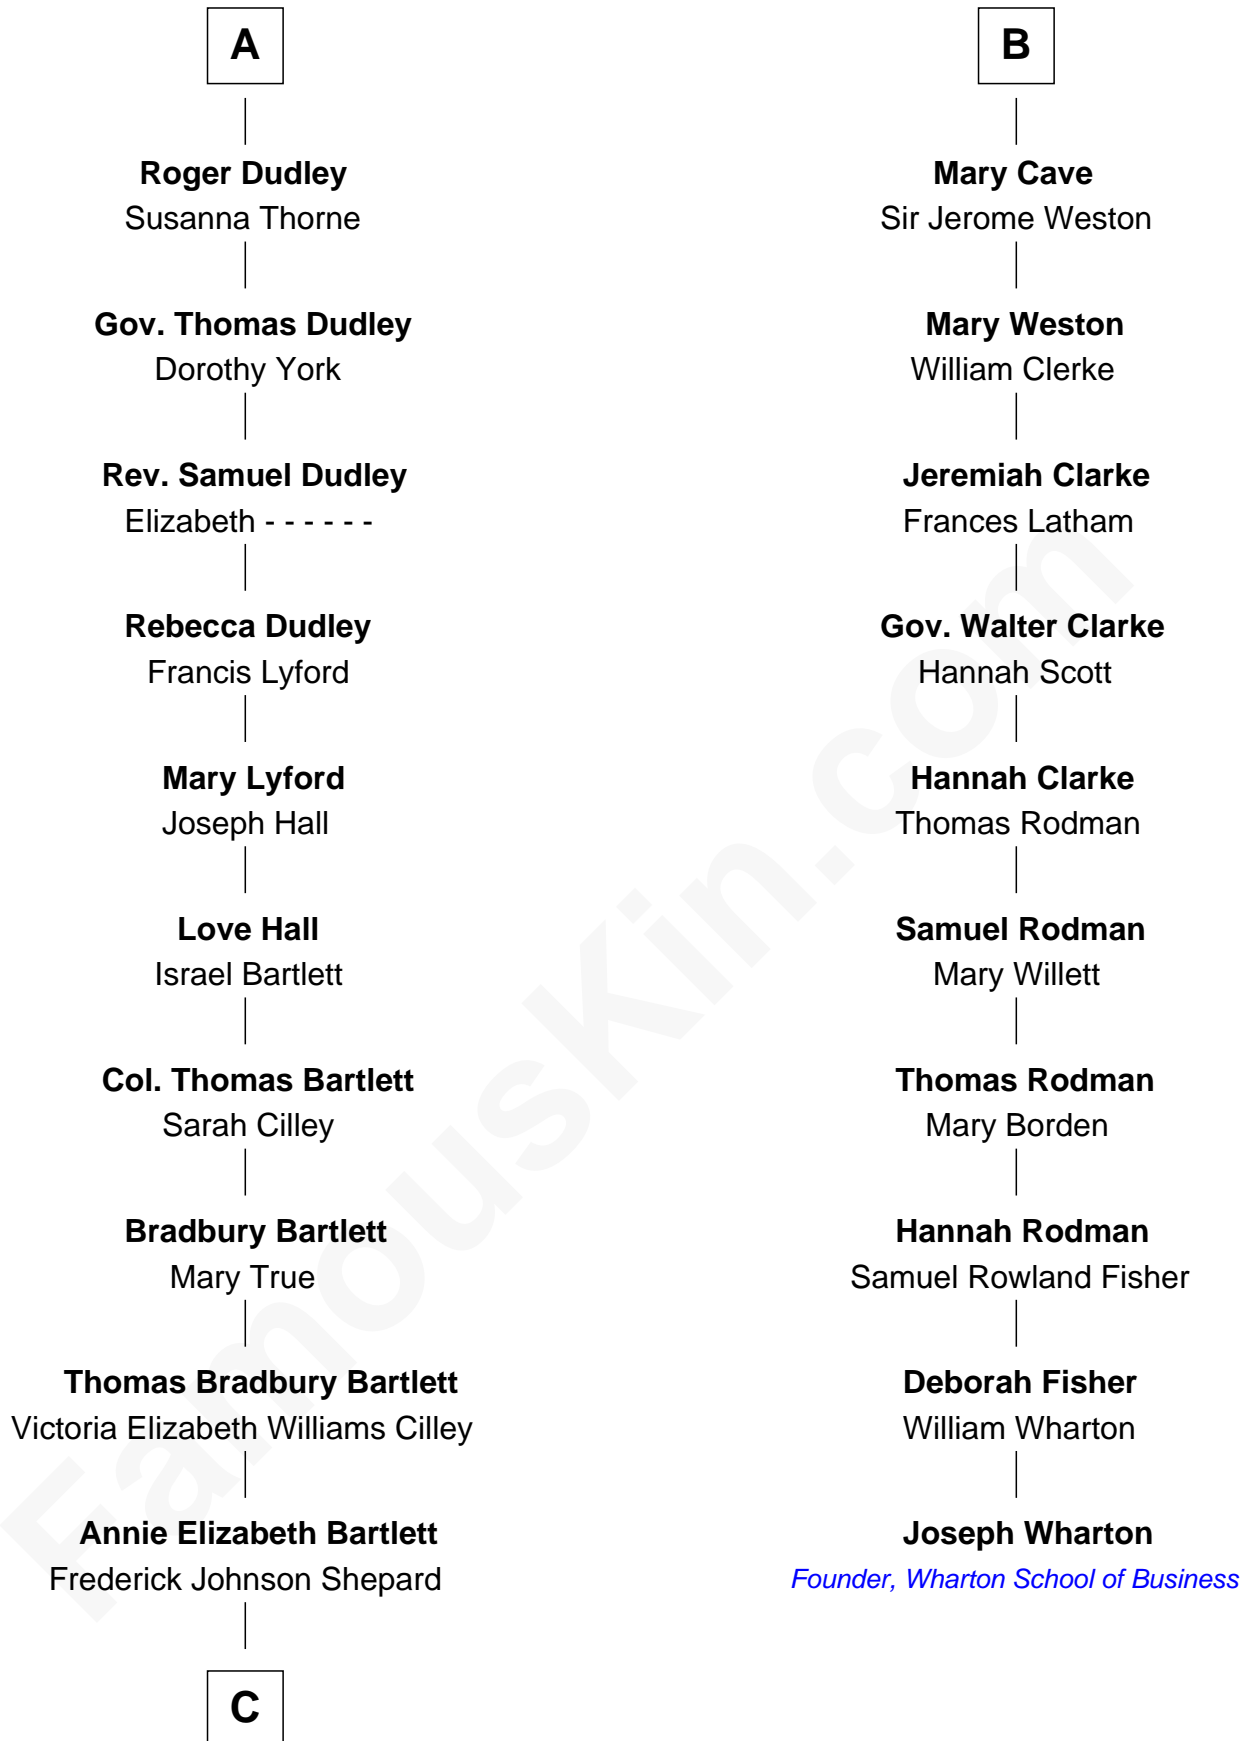 A
Roger Dudley
Susanna Thorne
Gov. Thomas Dudley
Dorothy York
Rev. Samuel Dudley
Elizabeth - - - - - -
Rebecca Dudley
Francis Lyford
Mary Lyford
Joseph Hall
Love Hall
Israel Bartlett
Col. Thomas Bartlett
Sarah Cilley
Bradbury Bartlett
Mary True
Thomas Bradbury Bartlett
Victoria Elizabeth Williams Cilley
Annie Elizabeth Bartlett
Frederick Johnson Shepard
C
B
Mary Cave
Sir Jerome Weston
Mary Weston
William Clerke
Jeremiah Clarke
Frances Latham
Gov. Walter Clarke
Hannah Scott
Hannah Clarke
Thomas Rodman
Samuel Rodman
Mary Willett
Thomas Rodman
Mary Borden
Hannah Rodman
Samuel Rowland Fisher
Deborah Fisher
William Wharton
Joseph Wharton
Founder, Wharton School of Business
FamousKin.com